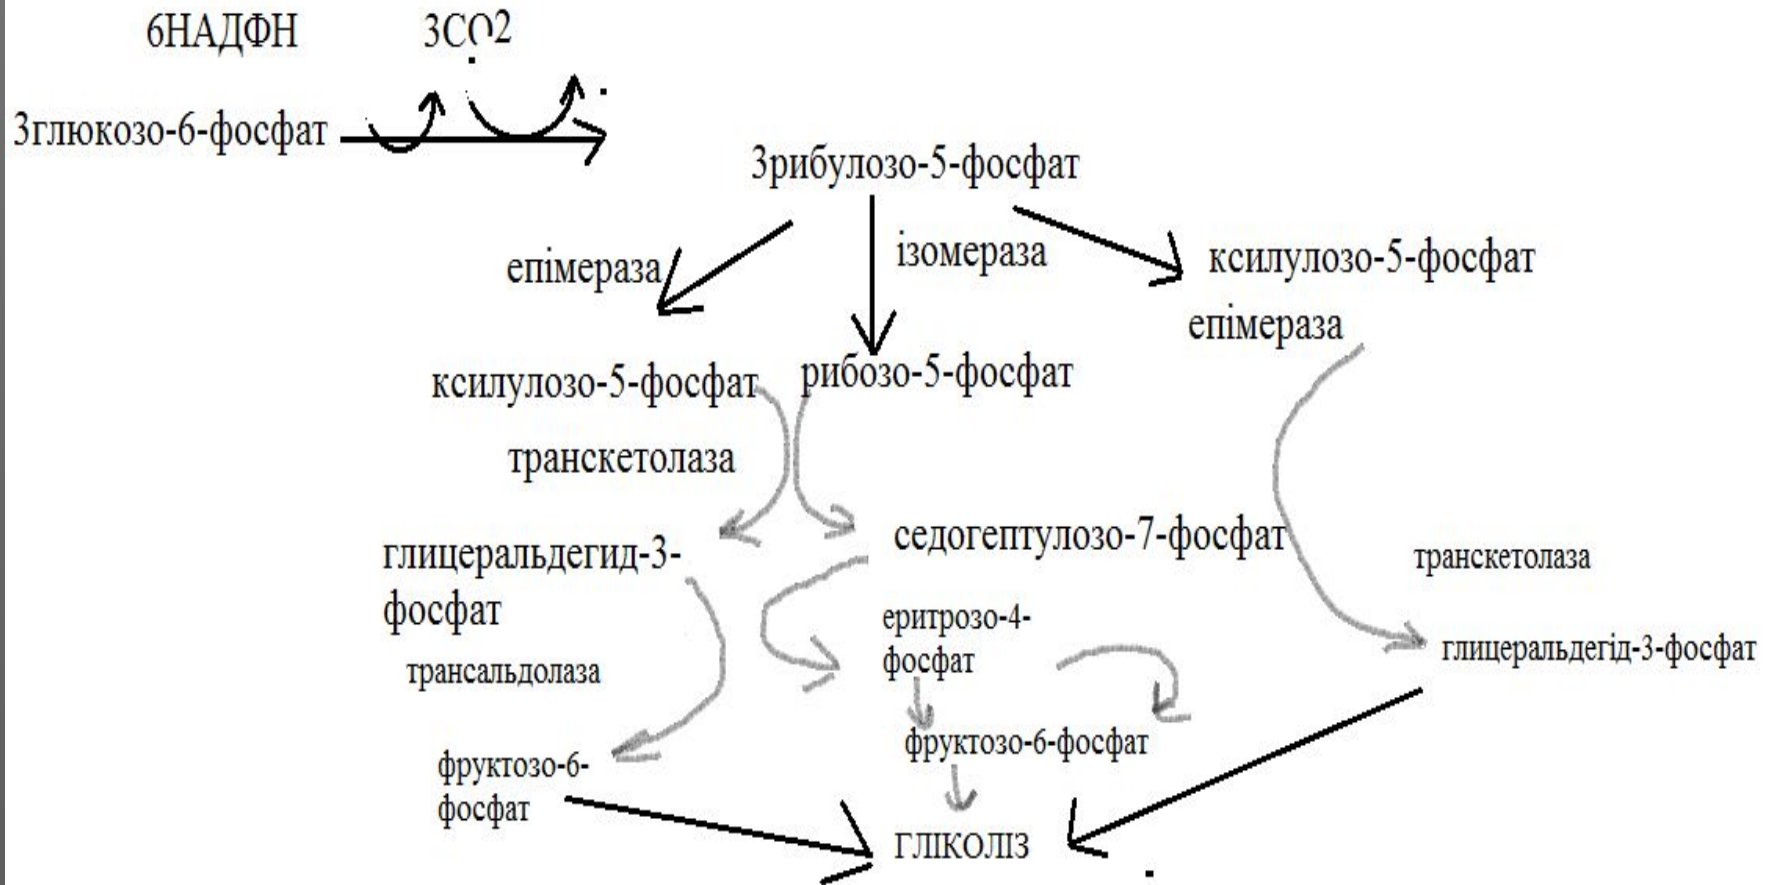 6НАДФН 3CO2
3глюкозо-6-фосфат
3рибулозо-5-фосфат
епімераза
ізомераза
ксилулозо-5-фосфат
епімераза
ксилулозо-5-фосфат
рибозо-5-фосфат
транскетолаза
глицеральдегид-3-
фосфат
седогептулозо-7-фосфат
транскетолаза
трансальдолаза
еритрозо-4-
фосфат
глицеральдегід-3-фосфат
фруктозо-6-
фосфат
фруктозо-6-фосфат
ГЛІКОЛІЗ